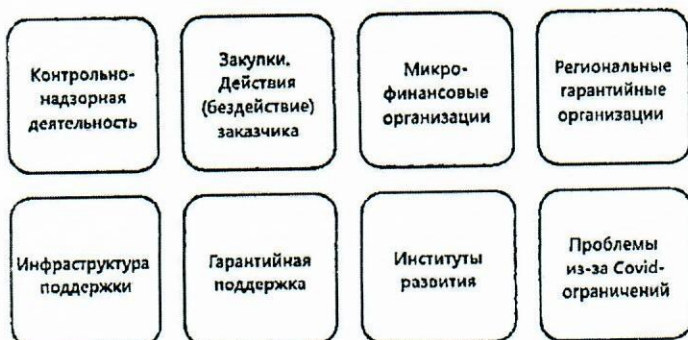 Контрольно-
надзорная
деятельность
Закупки.
Действия
(бездействие)
заказчика
Микро-
финансовые
организации
Региональные
гарантийные
организации
Инфраструктура
поддержки
Гарантийная
поддержка
Институты
развития
Проблемы
из-за Covid-
ограничений